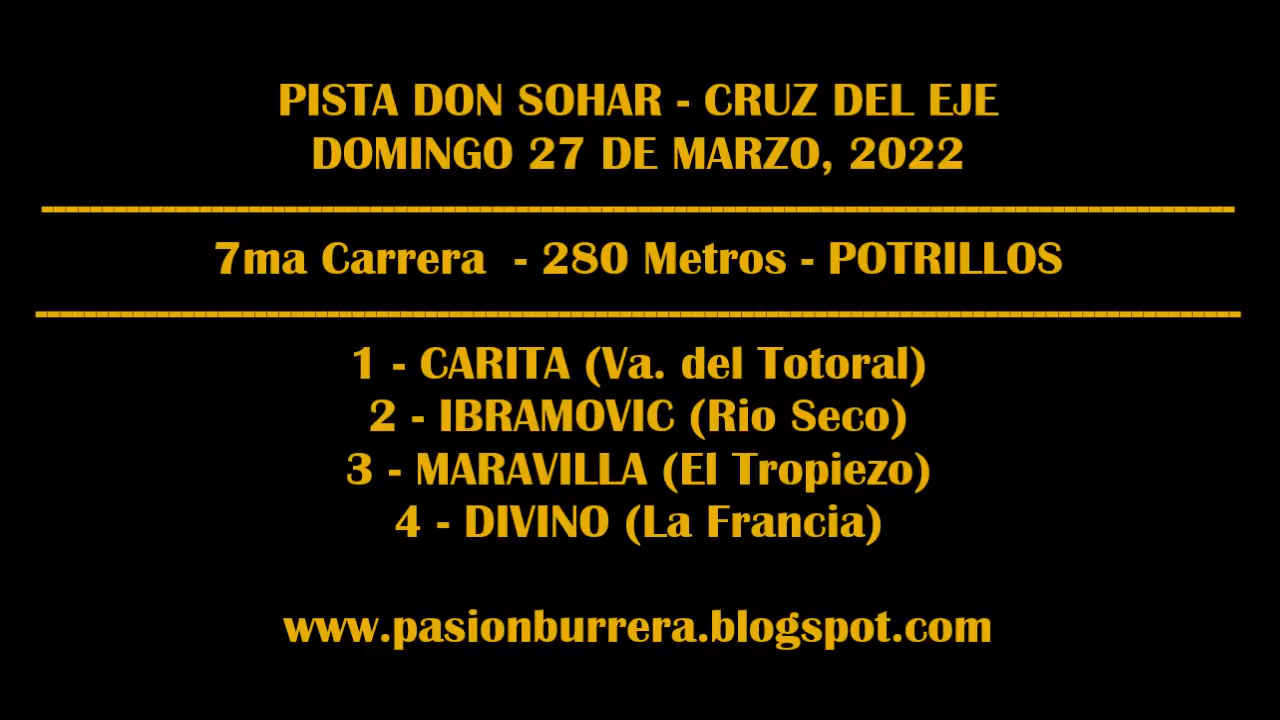 PISTA DON SOHAR - CRUZ DEL EJE
DOMINGO 27 DE MARZO, 2022
7ma Carrera - 280 Metros - POTRILLOS
1 - CARITA (Va. del Totoral)
2 - IBRAMOVIC (Rio Seco)
3 - MARAVILLA (El Tropiezo)
4 - DIVINO (La Francia)
www.pasionburrera.blogspot.com